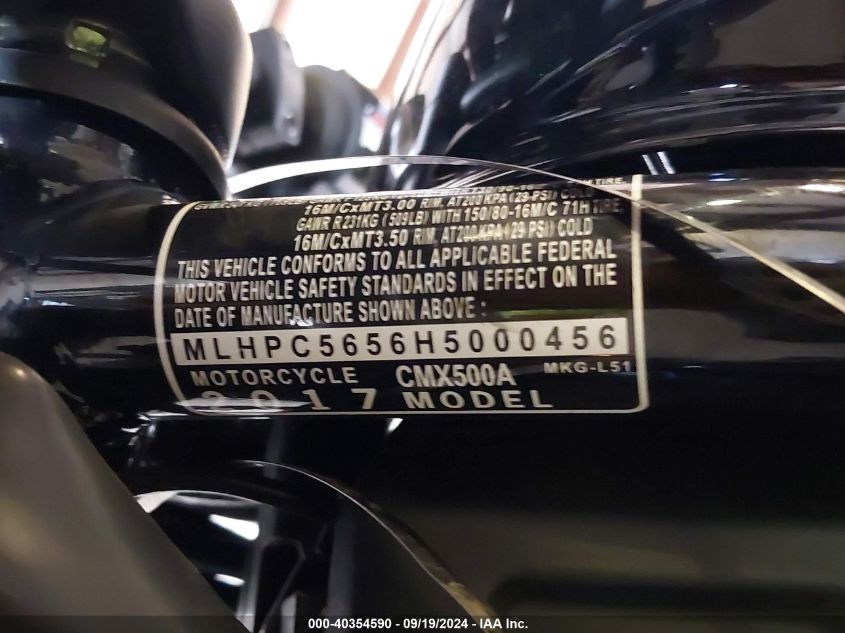 16M/CxMT3.00 RIM, AT200 KPA (29 PSI) COLD
GAWR R231KG (509LB) WITH 150/80-16M/C 71H TIRE
16M/CxMT3.50 RIM, AT200 KPA (29 PSI) COLD
THIS VEHICLE CONFORMS TO ALL APPLICABLE FEDERAL
MOTOR VEHICLE SAFETY STANDARDS IN EFFECT ON THE
DATE OF MANUFACTURE SHOWN ABOVE :
MLHPC5656H5000456
MOTORCYCLE CMX500A MKG-L51
2017 MODEL
000-40354590 - 09/19/2024 - IAA Inc.